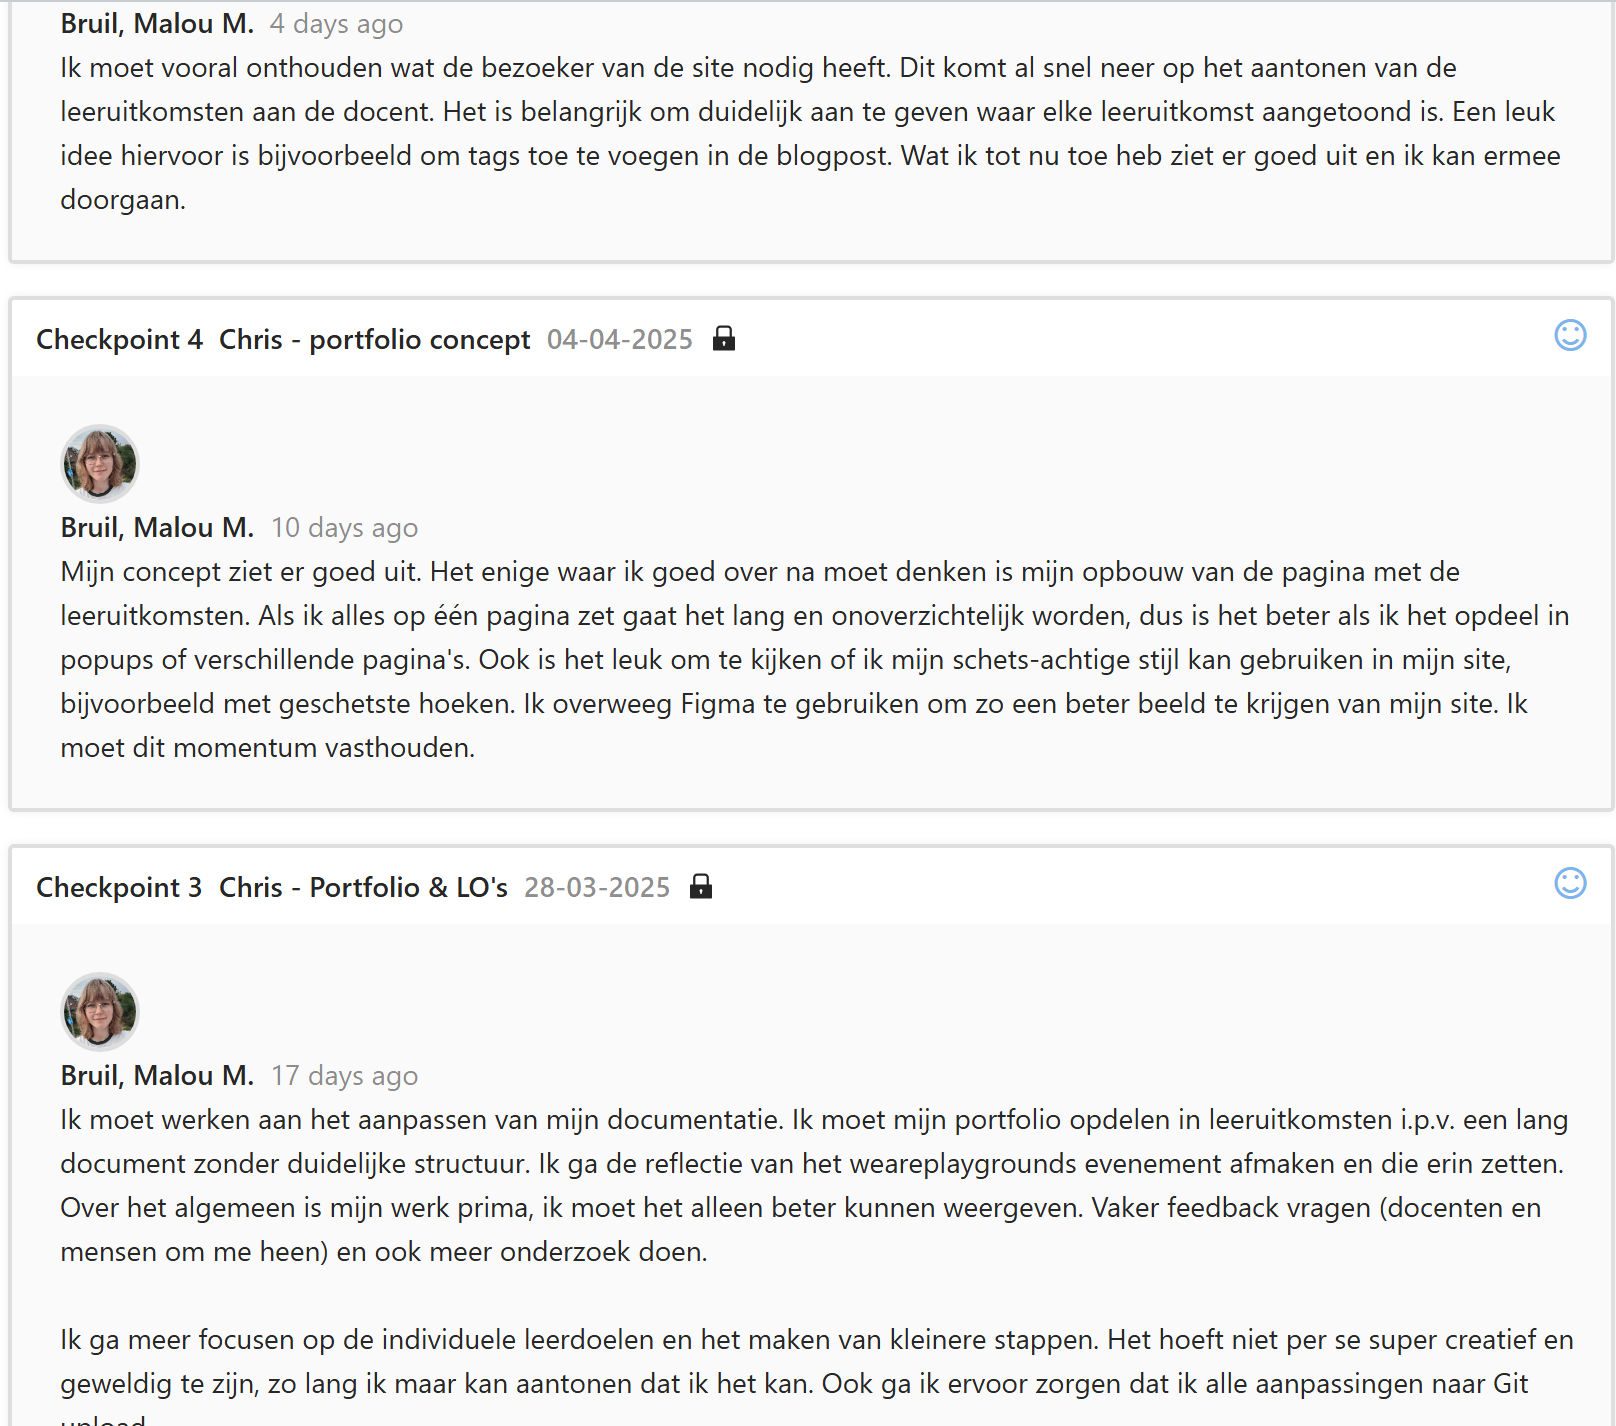 Bruil, Malou M. 4 days ago
Ik moet vooral onthouden wat de bezoeker van de site nodig heeft. Dit komt al snel neer op het aantonen van de
leeruitkomsten aan de docent. Het is belangrijk om duidelijk aan te geven waar elke leeruitkomst aangetoond is. Een leuk
idee hiervoor is bijvoorbeeld om tags toe te voegen in de blogpost. Wat ik tot nu toe heb ziet er goed uit en ik kan ermee
doorgaan.
Checkpoint 4 Chris - portfolio concept 04-04-2025
Bruil, Malou M. 10 days ago
Mijn concept ziet er goed uit. Het enige waar ik goed over na moet denken is mijn opbouw van de pagina met de
leeruitkomsten. Als ik alles op één pagina zet gaat het lang en onoverzichtelijk worden, dus is het beter als ik het opdeel in
popups of verschillende pagina's. Ook is het leuk om te kijken of ik mijn schets-achtige stijl kan gebruiken in mijn site,
bijvoorbeeld met geschetste hoeken. Ik overweeg Figma te gebruiken om zo een beter beeld te krijgen van mijn site. Ik
moet dit momentum vasthouden.
Checkpoint 3 Chris - Portfolio & LO's 28-03-2025
Bruil, Malou M. 17 days ago
Ik moet werken aan het aanpassen van mijn documentatie. Ik moet mijn portfolio opdelen in leeruitkomsten i.p.v. een lang
document zonder duidelijke structuur. Ik ga de reflectie van het weareplaygrounds evenement afmaken en die erin zetten.
Over het algemeen is mijn werk prima, ik moet het alleen beter kunnen weergeven. Vaker feedback vragen (docenten en
mensen om me heen) en ook meer onderzoek doen.
Ik ga meer focusen op de individuele leerdoelen en het maken van kleinere stappen. Het hoeft niet per se super creatief en
geweldig te zijn, zo lang ik maar kan aantonen dat ik het kan. Ook ga ik ervoor zorgen dat ik alle aanpassingen naar Git